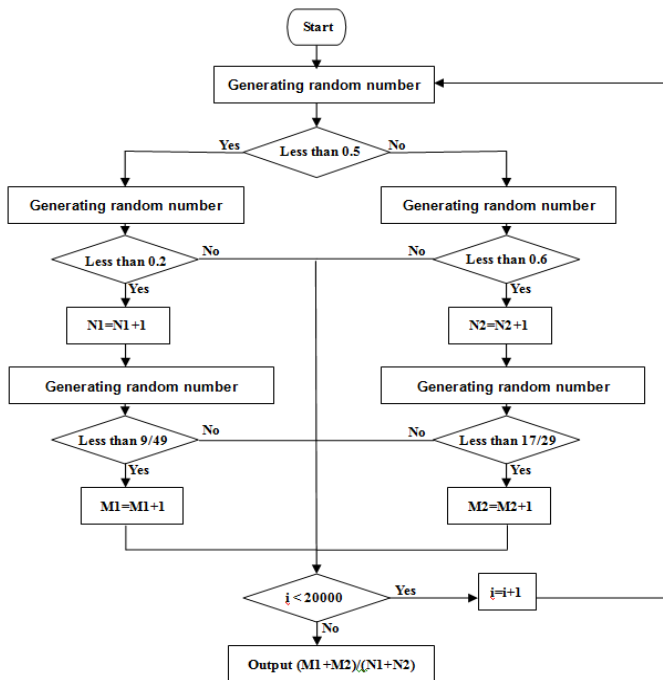 Start
Generating random number
Yes
Less than 0.5
No
Generating random number
Generating random number
Less than 0.2
No
No
Less than 0.6
Yes
Yes
N1=N1+1
N2=N2+1
Generating random number
Generating random number
Less than 9/49
No
No
Less than 17/29
Yes
Yes
M1=M1+1
M2=M2+1
i < 20000
Yes
i=i+1
No
Output (M1+M2)/(N1+N2)